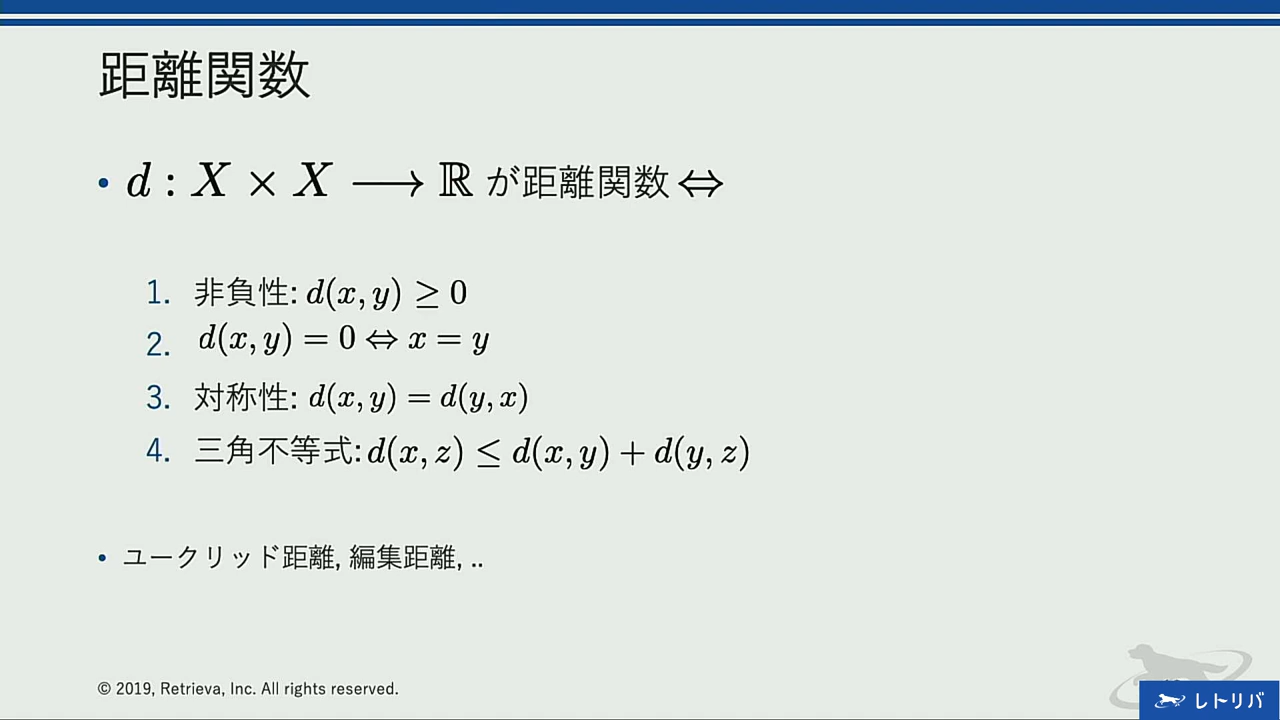 距離関数
• d : X × X ⟶ ℝ が距離関数 ⇔
1. 非負性: d(x, y) ≥ 0
2. d(x, y) = 0 ⇔ x = y
3. 対称性: d(x, y) = d(y, x)
4. 三角不等式: d(x, z) ≤ d(x, y) + d(y, z)
• ユークリッド距離, 編集距離, ..
© 2019, Retrieva, Inc. All rights reserved.
レトリバ